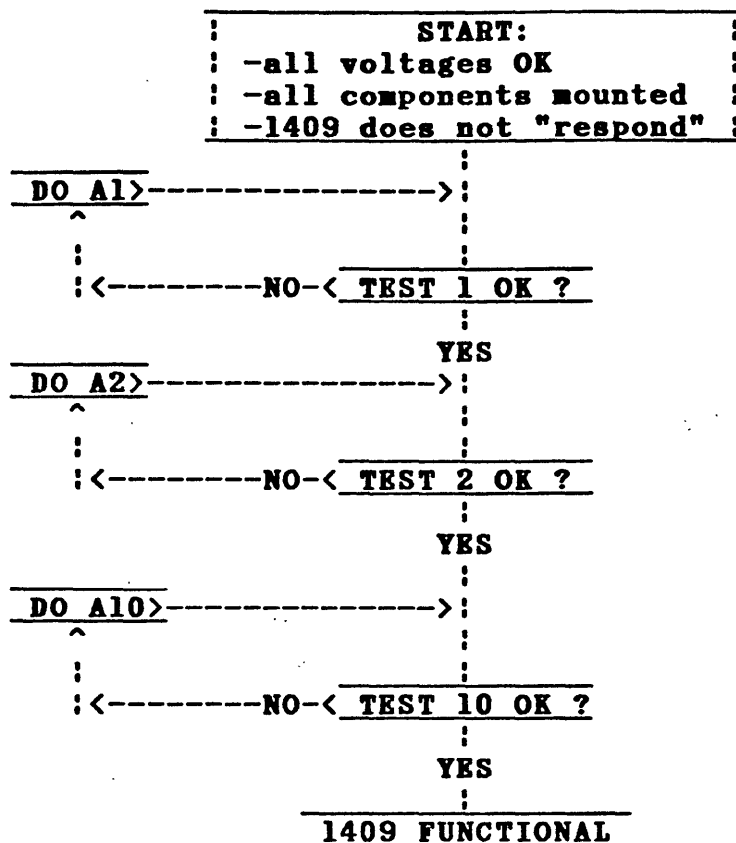 START:
-all voltages OK
-all components mounted
-1409 does not "respond"
DO A1>-------------->
<---------NO-< TEST 1 OK ?
YES
DO A2>-------------->
<---------NO-< TEST 2 OK ?
YES
DO A10>------------->
<---------NO-< TEST 10 OK ?
YES
1409 FUNCTIONAL